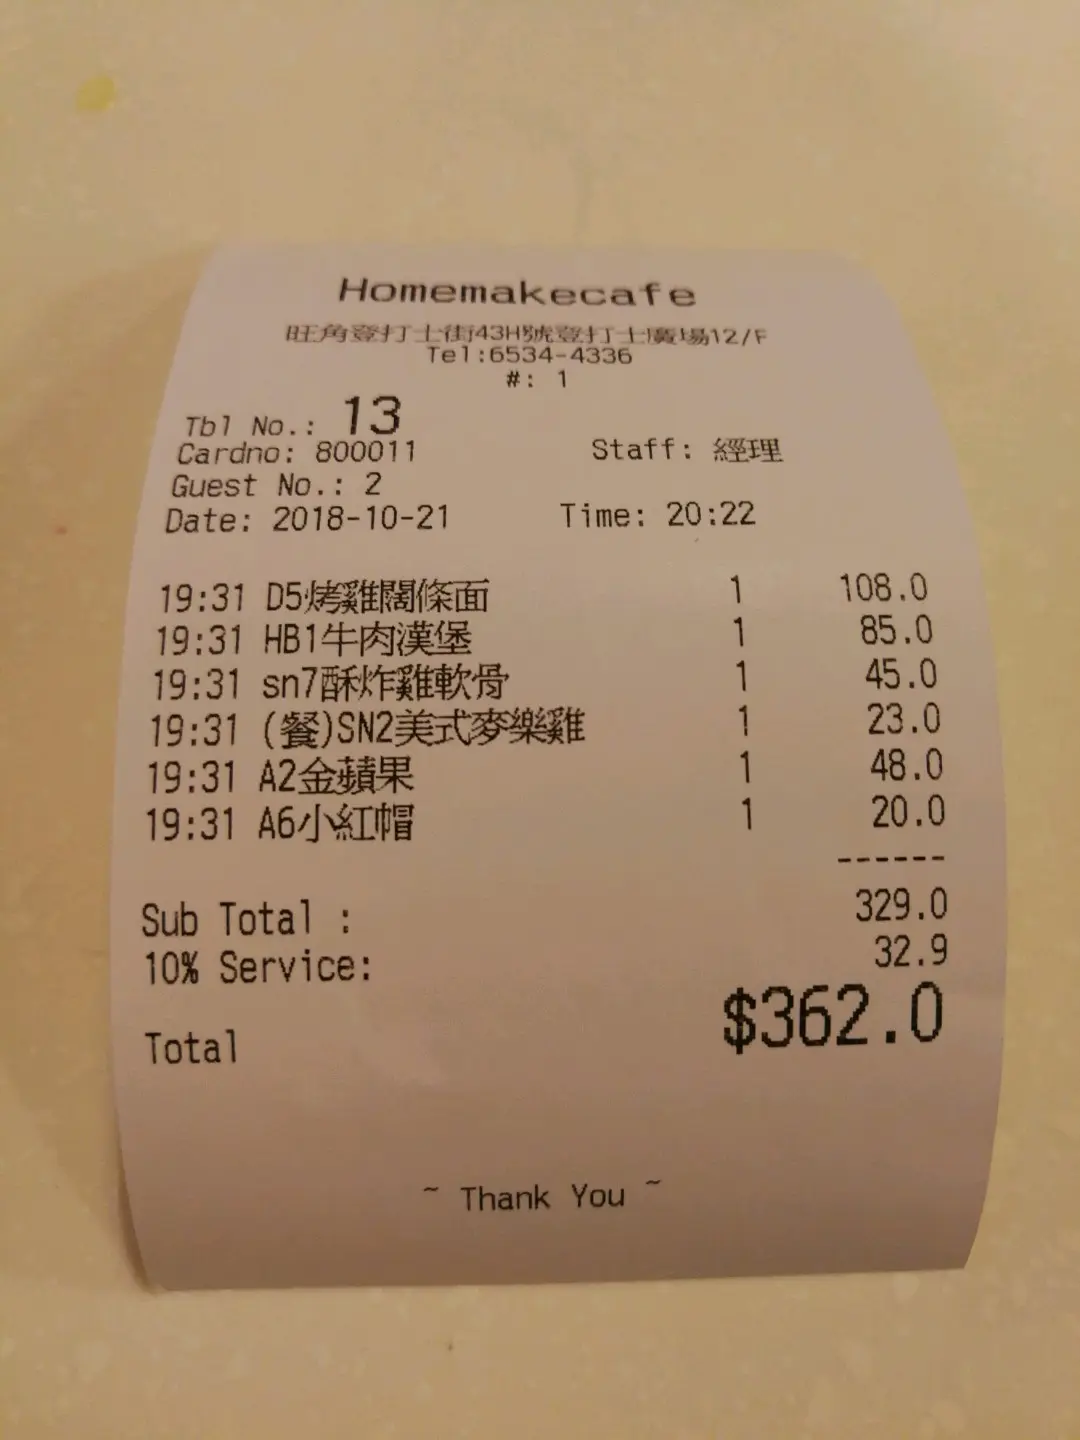 Homemakecafe
旺角登打士街43H號登打士廣場12/F
Tel:6534-4336
#: 1
Tbl No.: 13
Cardno: 800011 Staff: 經理
Guest No.: 2
Date: 2018-10-21 Time: 20:22
19:31 D5烤雞闊條面 1 108.0
19:31 HB1牛肉漢堡 1 85.0
19:31 sn7酥炸雞軟骨 1 45.0
19:31 (餐)SN2美式麥樂雞 1 23.0
19:31 A2金蘋果 1 48.0
19:31 A6小紅帽 1 20.0
------
Sub Total : 329.0
10% Service: 32.9
Total $362.0
~ Thank You ~